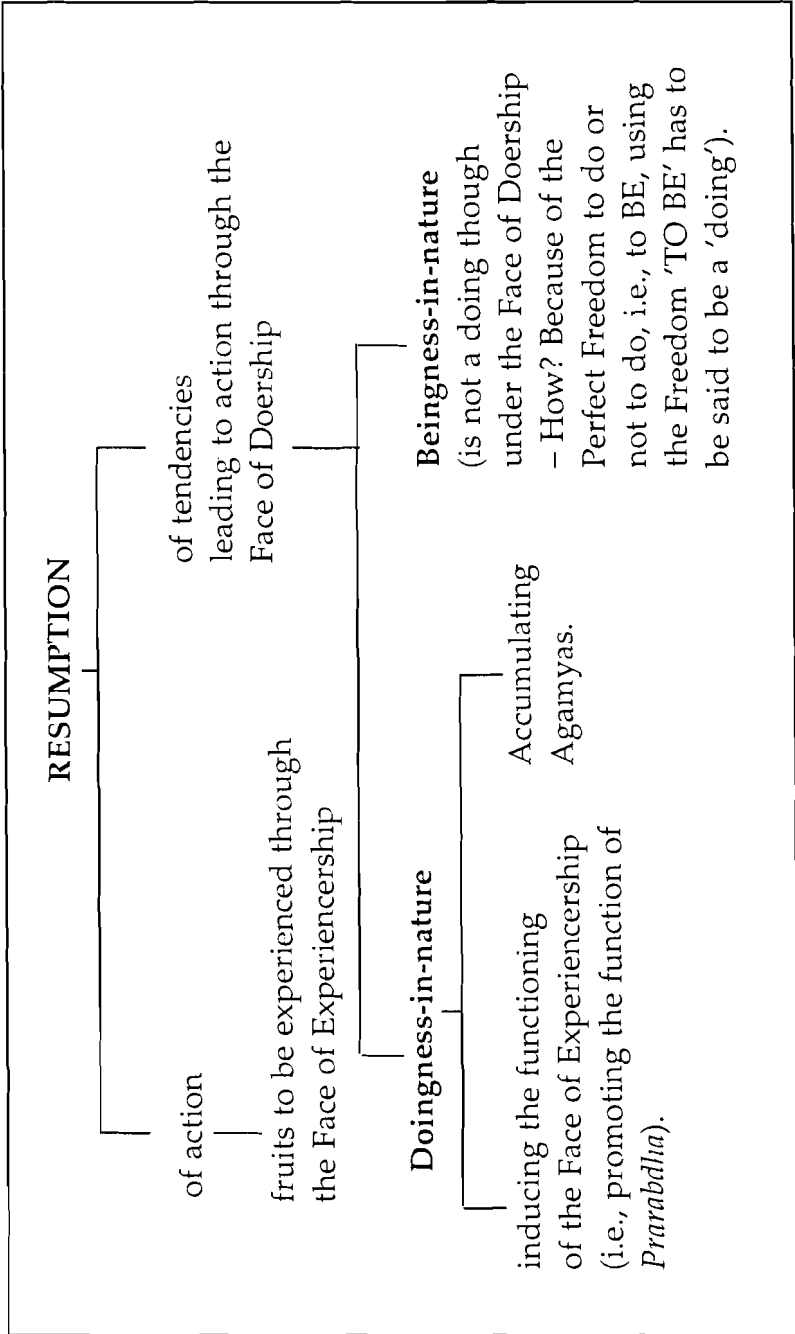 RESUMPTION
of action
fruits to be experienced through
the Face of Experiencership
of tendencies
leading to action through the
Face of Doership
Doingness-in-nature
inducing the functioning
of the Face of Experiencership
(i.e., promoting the function of
Prarabdha).
Accumulating
Agamyas.
Beingness-in-nature
(is not a doing though
under the Face of Doership
– How? Because of the
Perfect Freedom to do or
not to do, i.e., to BE, using
the Freedom 'TO BE' has to
be said to be a 'doing').